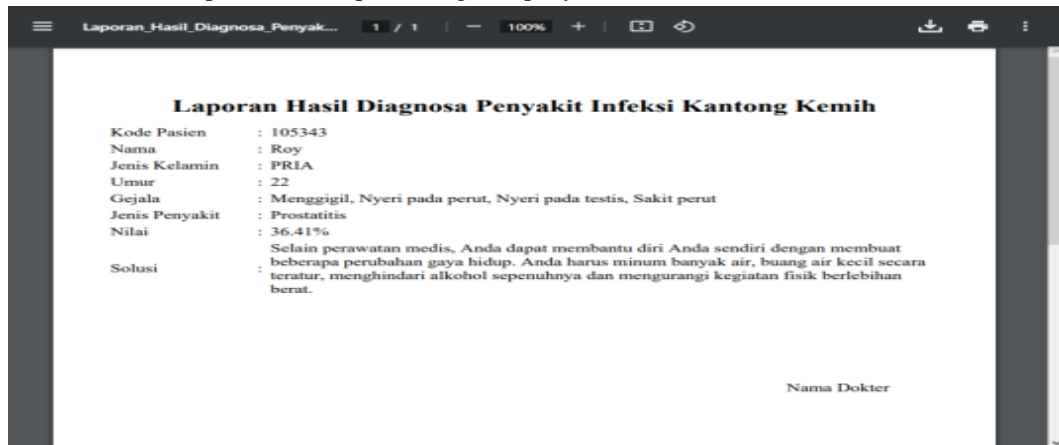 Laporan_Hasil_Diagnosa_Penyak... 1 / 1 | — 100% + |
Laporan Hasil Diagnosa Penyakit Infeksi Kantong Kemih
Kode Pasien : 105343
Nama : Roy
Jenis Kelamin : PRIA
Umur : 22
Gejala : Menggigil, Nyeri pada perut, Nyeri pada testis, Sakit perut
Jenis Penyakit : Prostatitis
Nilai : 36.41%
Selain perawatan medis, Anda dapat membantu diri Anda sendiri dengan membuat
Solusi : beberapa perubahan gaya hidup. Anda harus minum banyak air, buang air kecil secara
teratur, menghindari alkohol sepenuhnya dan mengurangi kegiatan fisik berlebihan
berat.
Nama Dokter